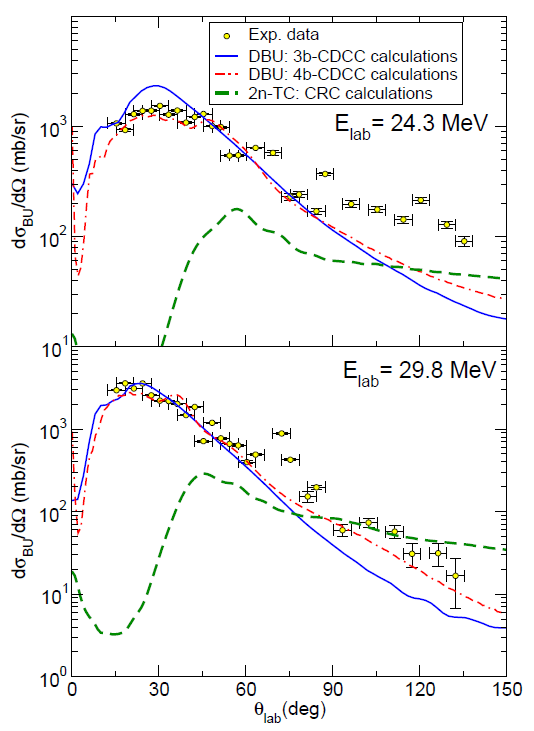 Exp. data
DBU: 3b-CDCC calculations
DBU: 4b-CDCC calculations
2n-TC: CRC calculations
E_lab = 24.3 MeV
dσ_BU/dΩ (mb/sr)
10^3
10^2
10^1
E_lab = 29.8 MeV
dσ_BU/dΩ (mb/sr)
10^3
10^2
10^1
10^0
0 30 60 90 120 150
θ_lab(deg)